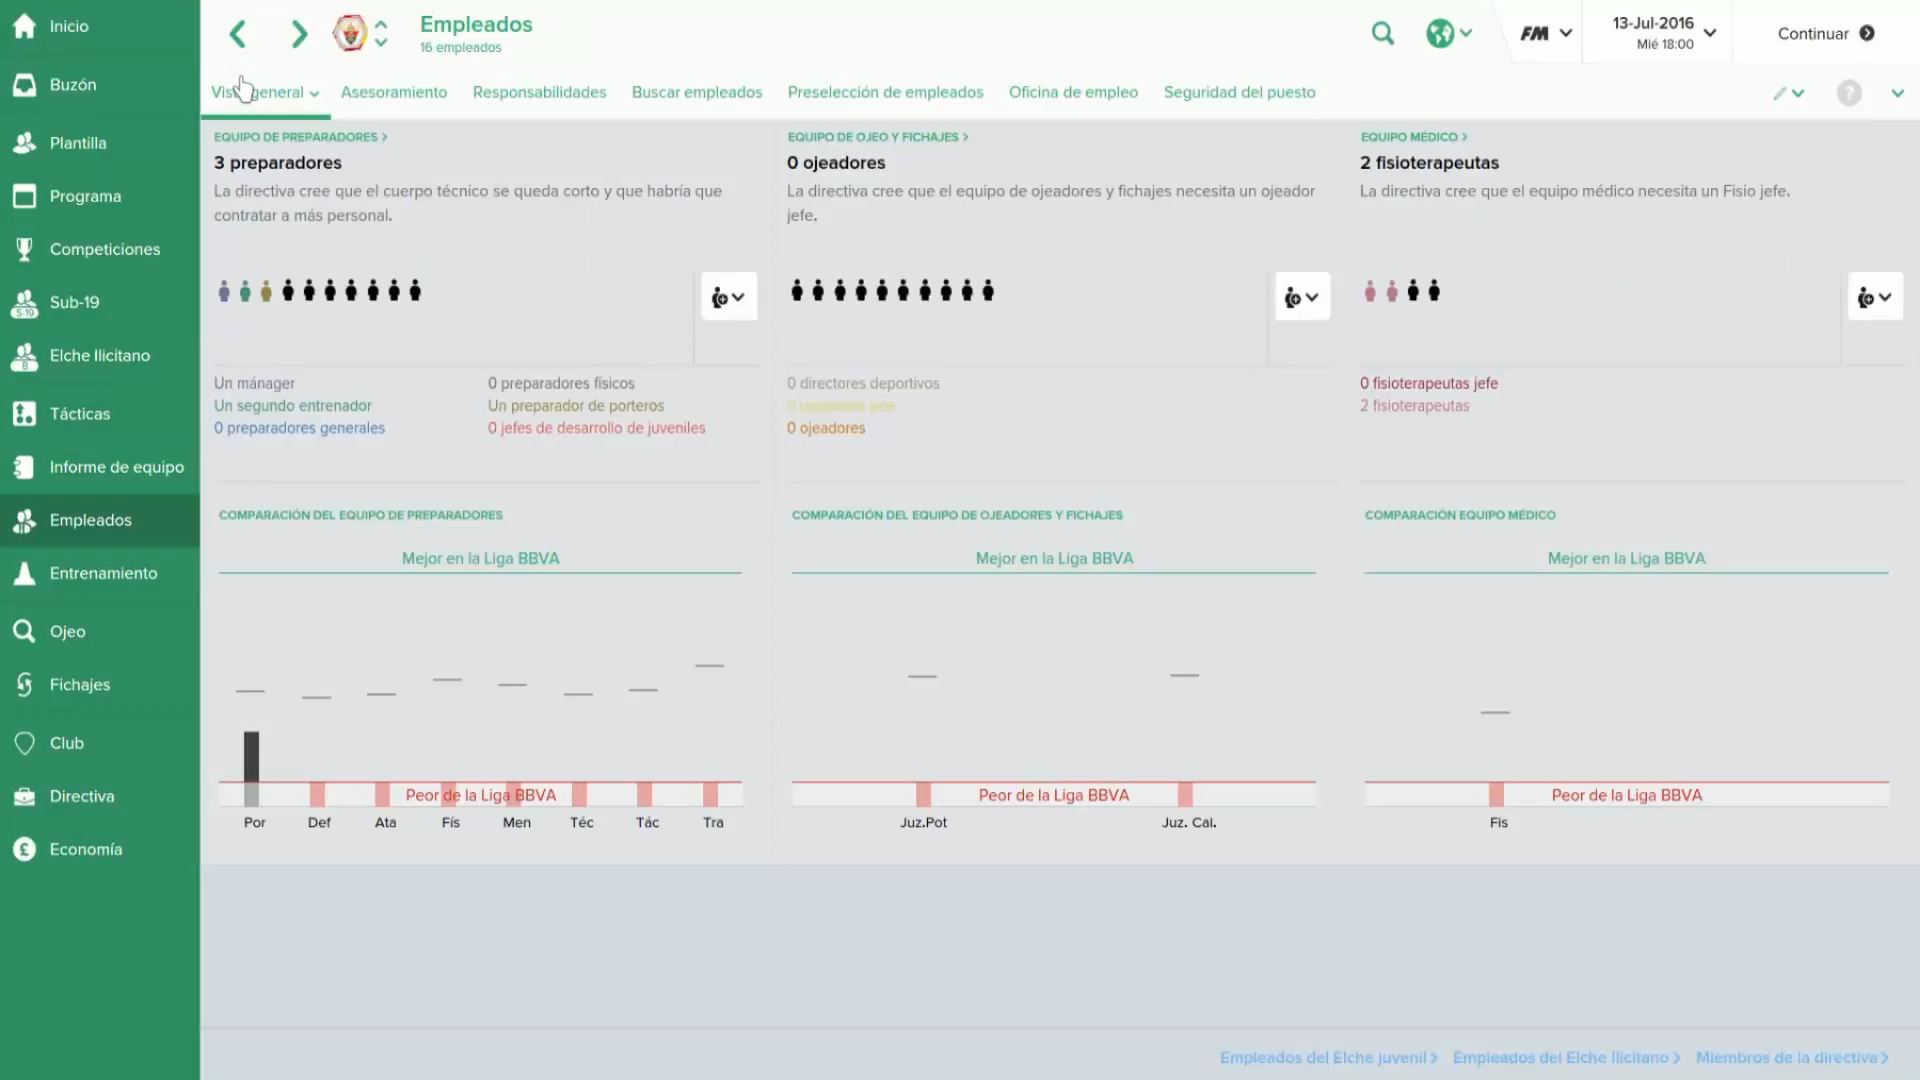 Inicio
Buzón
Plantilla
Programa
Competiciones
Sub-19
Elche Ilicitano
Tácticas
Informe de equipo
Empleados
Entrenamiento
Ojeo
Fichajes
Club
Directiva
Economía
Empleados
16 empleados
FM
13-Jul-2016
Mié 18:00
Continuar
general
Asesoramiento
Responsabilidades
Buscar empleados
Preselección de empleados
Oficina de empleo
Seguridad del puesto
?
EQUIPO DE PREPARADORES >
3 preparadores
La directiva cree que el cuerpo técnico se queda corto y que habría que
contratar a más personal.
Un mánager
Un segundo entrenador
0 preparadores generales
0 preparadores físicos
Un preparador de porteros
0 jefes de desarrollo de juveniles
EQUIPO DE OJEO Y FICHAJES >
0 ojeadores
La directiva cree que el equipo de ojeadores y fichajes necesita un ojeador
jefe.
0 directores deportivos
0 ojeadores jefe
0 ojeadores
EQUIPO MÉDICO >
2 fisioterapeutas
La directiva cree que el equipo médico necesita un Fisio jefe.
0 fisioterapeutas jefe
2 fisioterapeutas
COMPARACIÓN DEL EQUIPO DE PREPARADORES
Mejor en la Liga BBVA
Peor de la Liga BBVA
Por Def Ata Fís Men Téc Tác Tra
COMPARACIÓN DEL EQUIPO DE OJEADORES Y FICHAJES
Mejor en la Liga BBVA
Peor de la Liga BBVA
Juz.Pot Juz. Cal.
COMPARACIÓN EQUIPO MÉDICO
Mejor en la Liga BBVA
Peor de la Liga BBVA
Fis
Empleados del Elche juvenil > Empleados del Elche Ilicitano > Miembros de la directiva >